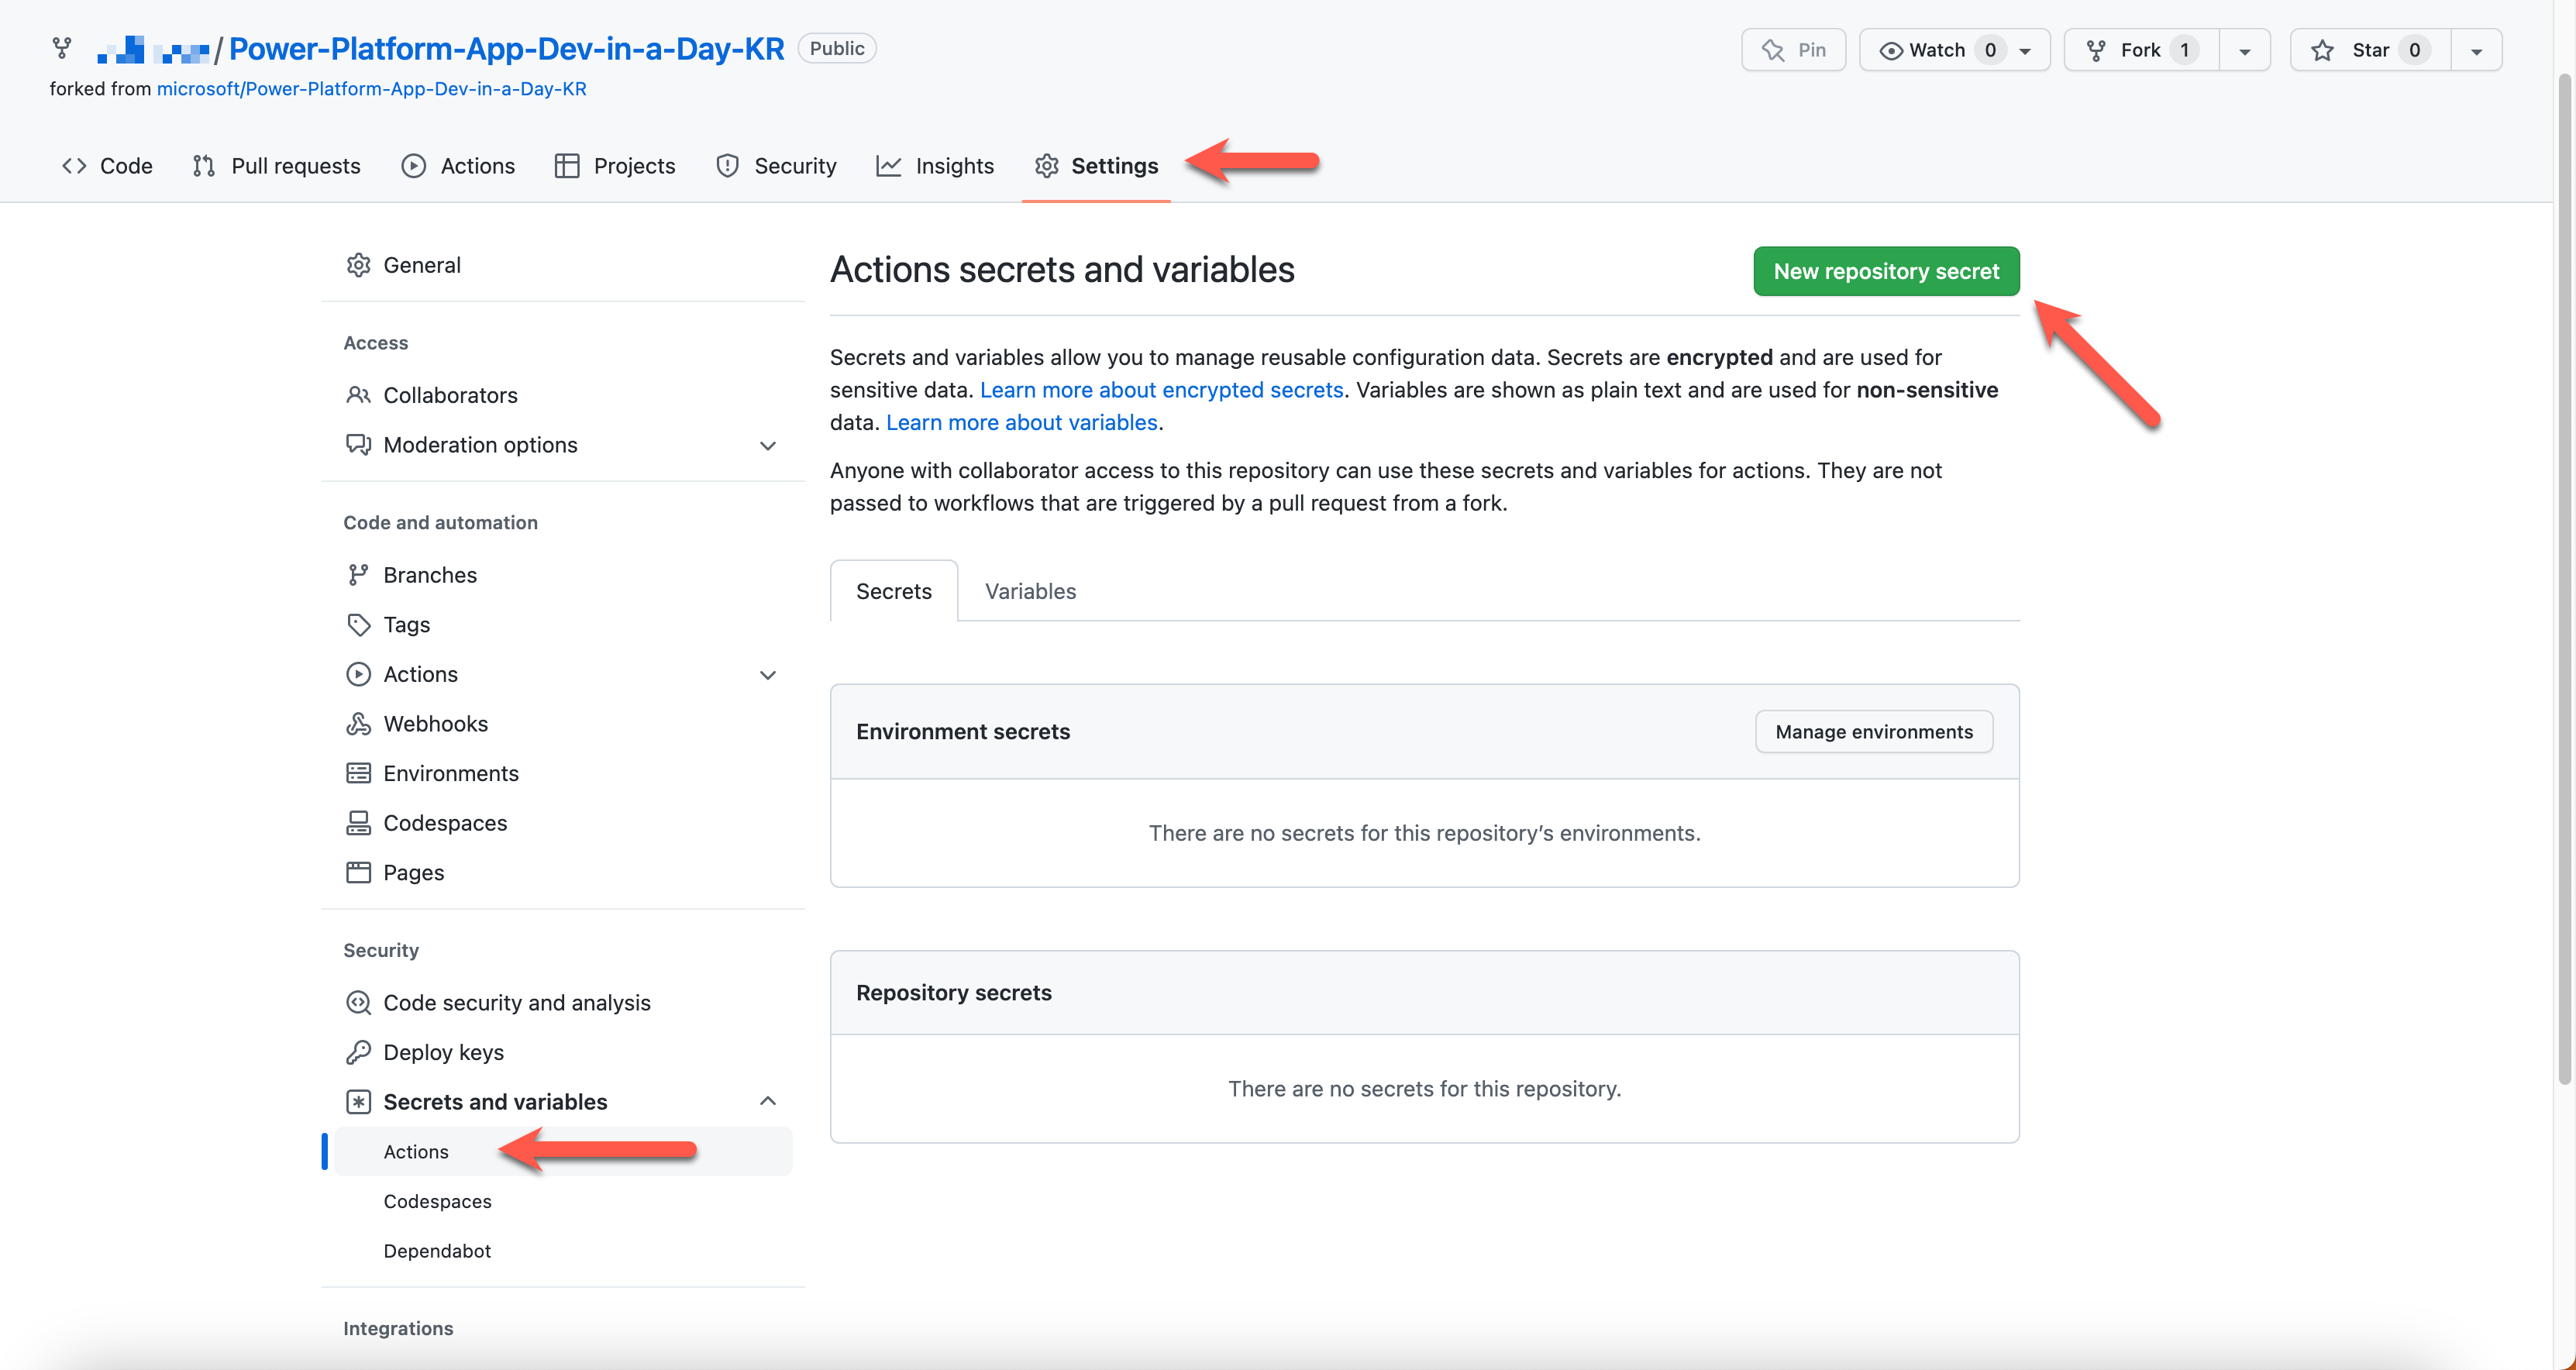 / Power-Platform-App-Dev-in-a-Day-KR Public
Pin
Watch 0
Fork 1
Star 0
forked from microsoft/Power-Platform-App-Dev-in-a-Day-KR
Code
Pull requests
Actions
Projects
Security
Insights
Settings
General
Access
Collaborators
Moderation options
Code and automation
Branches
Tags
Actions
Webhooks
Environments
Codespaces
Pages
Security
Code security and analysis
Deploy keys
Secrets and variables
Actions
Codespaces
Dependabot
Integrations
Actions secrets and variables
New repository secret
Secrets and variables allow you to manage reusable configuration data. Secrets are encrypted and are used for
sensitive data. Learn more about encrypted secrets. Variables are shown as plain text and are used for non-sensitive
data. Learn more about variables.
Anyone with collaborator access to this repository can use these secrets and variables for actions. They are not
passed to workflows that are triggered by a pull request from a fork.
Secrets
Variables
Environment secrets
Manage environments
There are no secrets for this repository’s environments.
Repository secrets
There are no secrets for this repository.